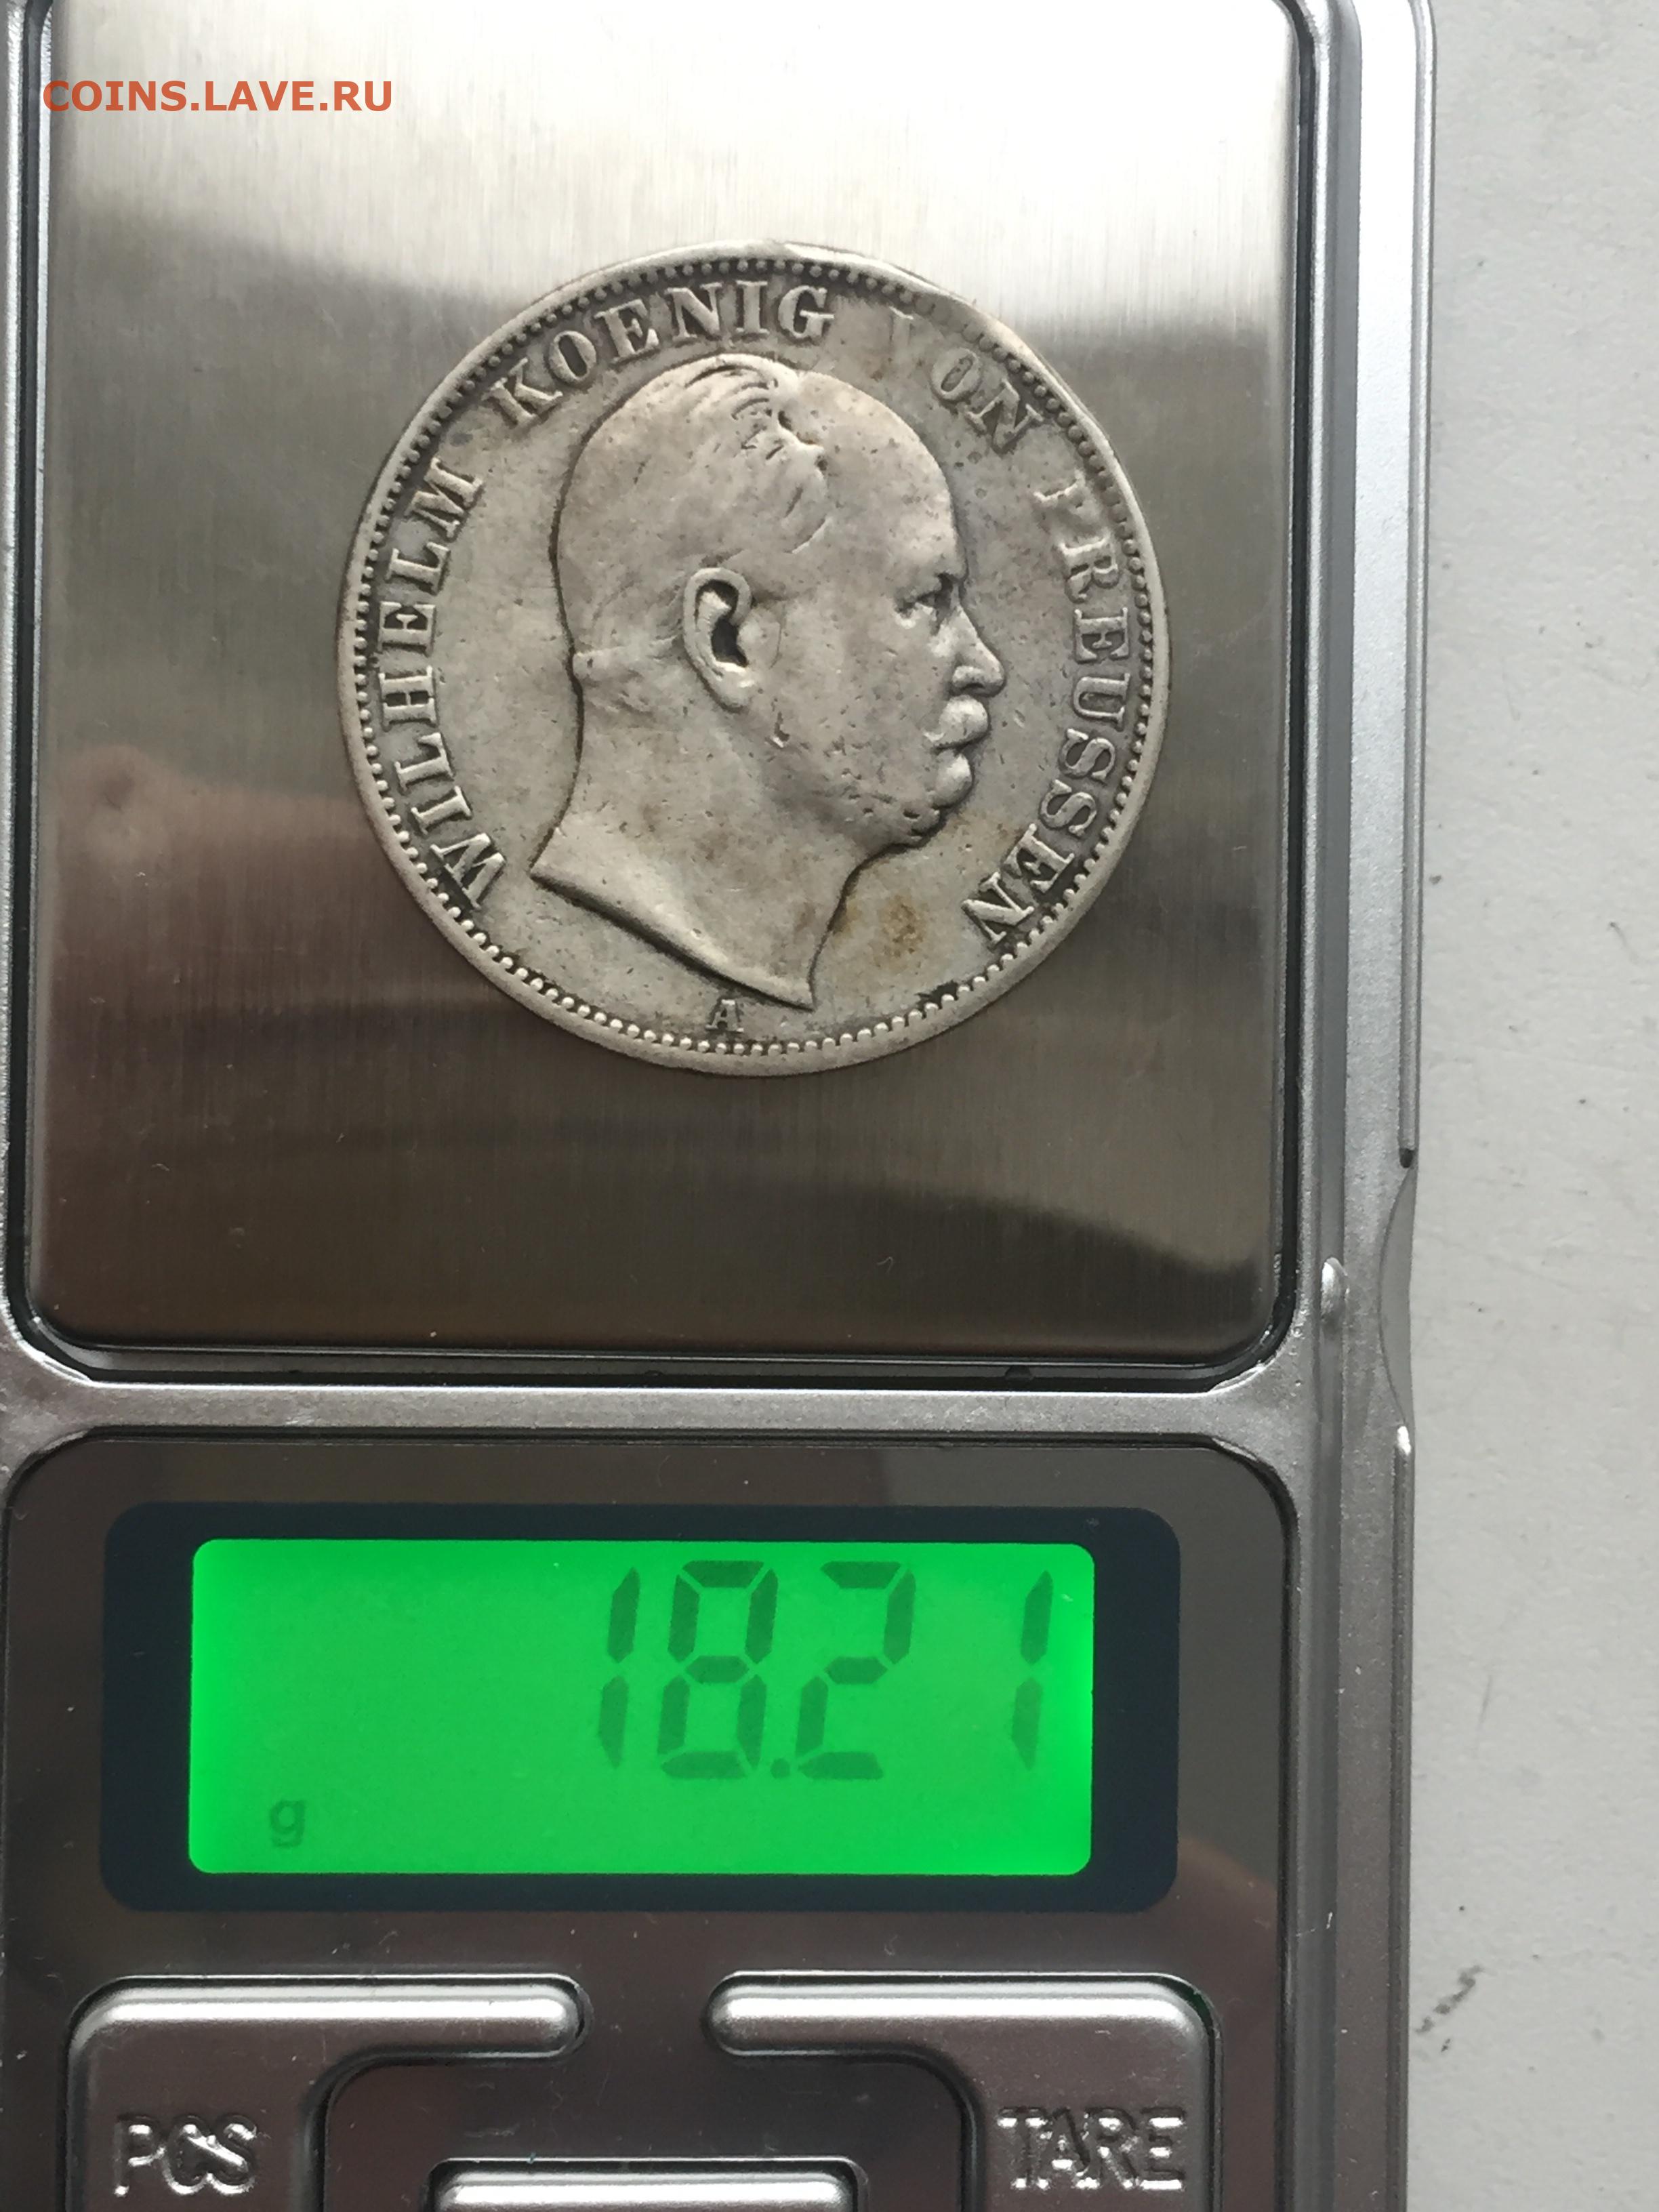 COINS.LAVE.RU
WILHELM KOENIG VON PREUSSEN
A
18.21
g
PCS TARE